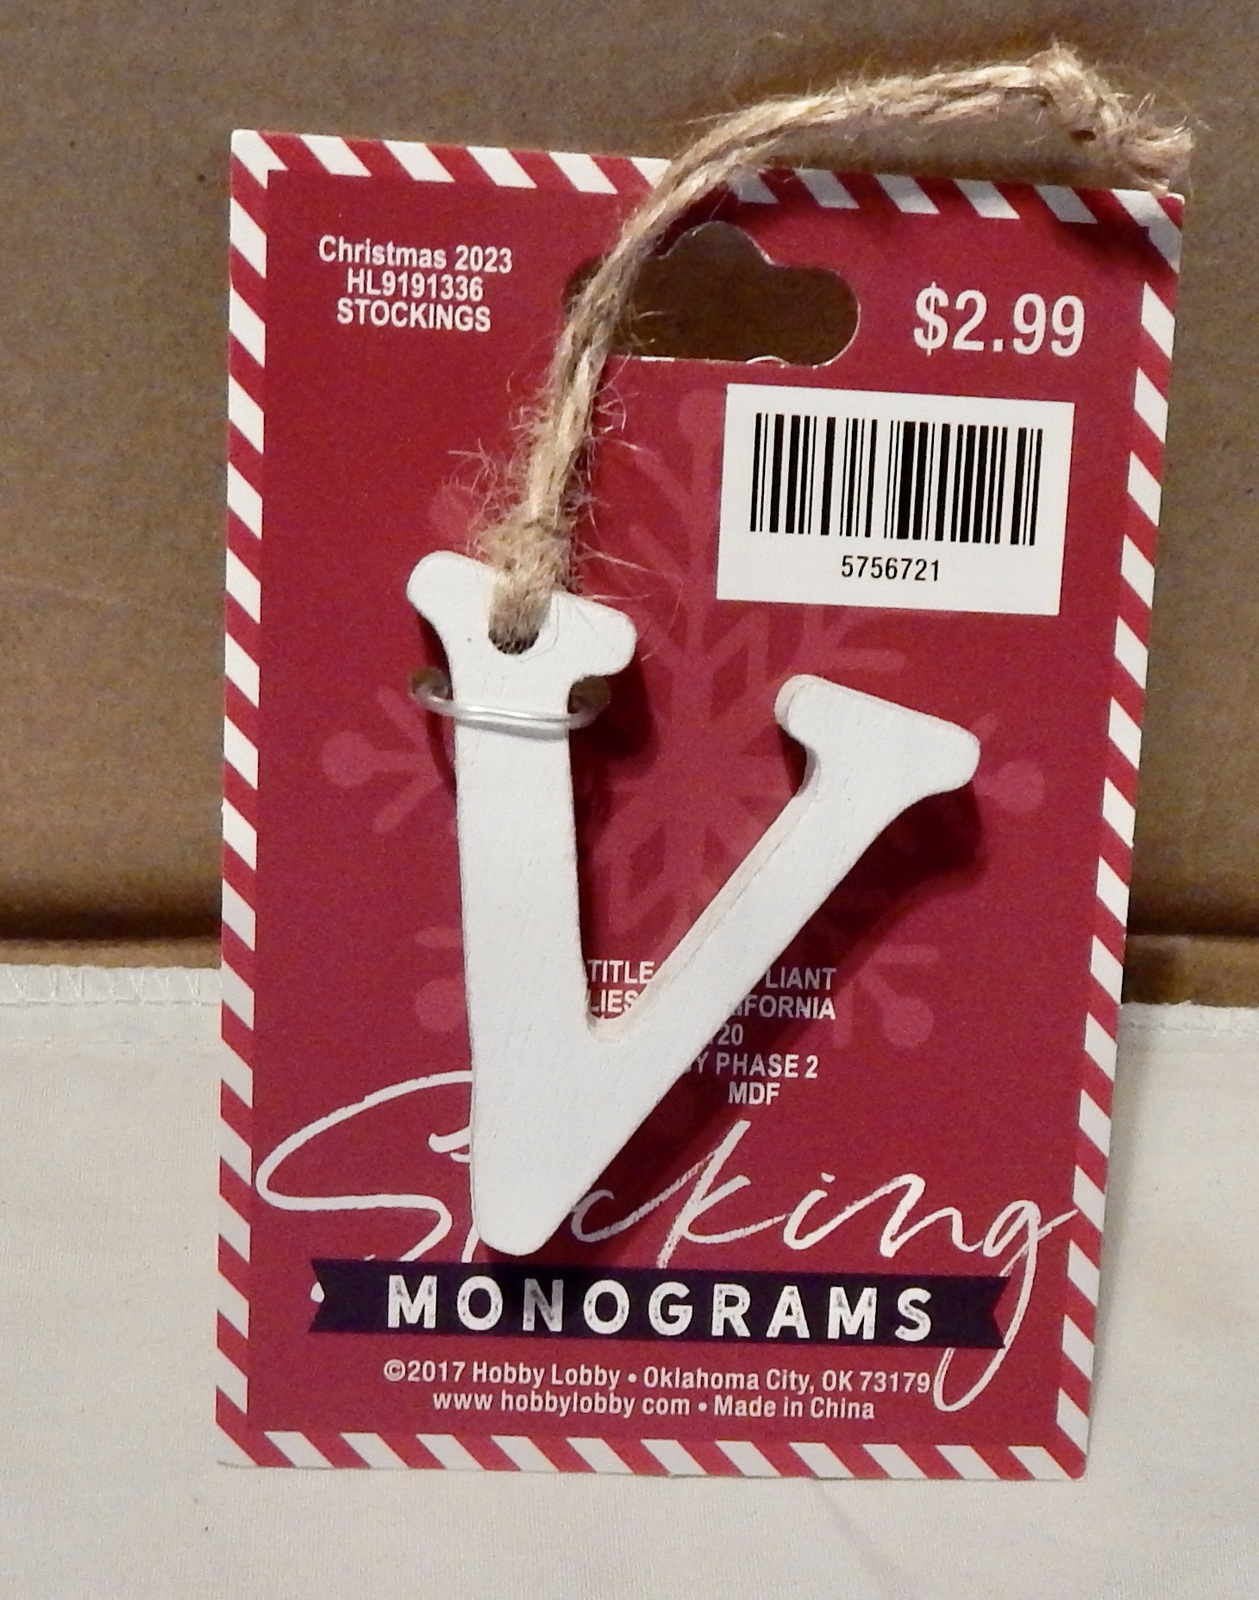 Christmas 2023
HL9191336
STOCKINGS
$2.99
5756721
V
TITLE LIANT
PHASE 2
MDF
Stocking
MONOGRAMS
©2017 Hobby Lobby • Oklahoma City, OK 73179
www.hobbylobby.com • Made in China